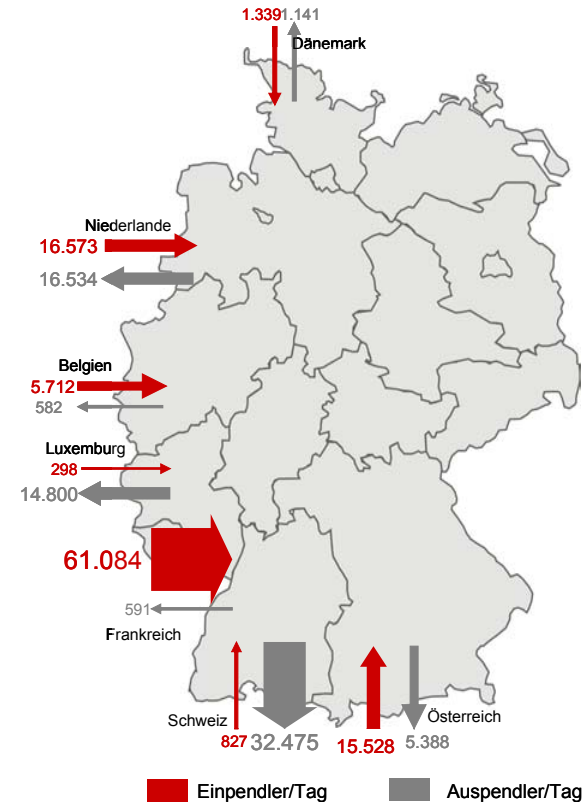 1.339 1.141
Dänemark
Niederlande
16.573
16.534
Belgien
5.712
582
Luxemburg
298
14.800
61.084
591
Frankreich
Schweiz
827 32.475
15.528
Österreich
5.388
Einpendler/Tag Auspendler/Tag